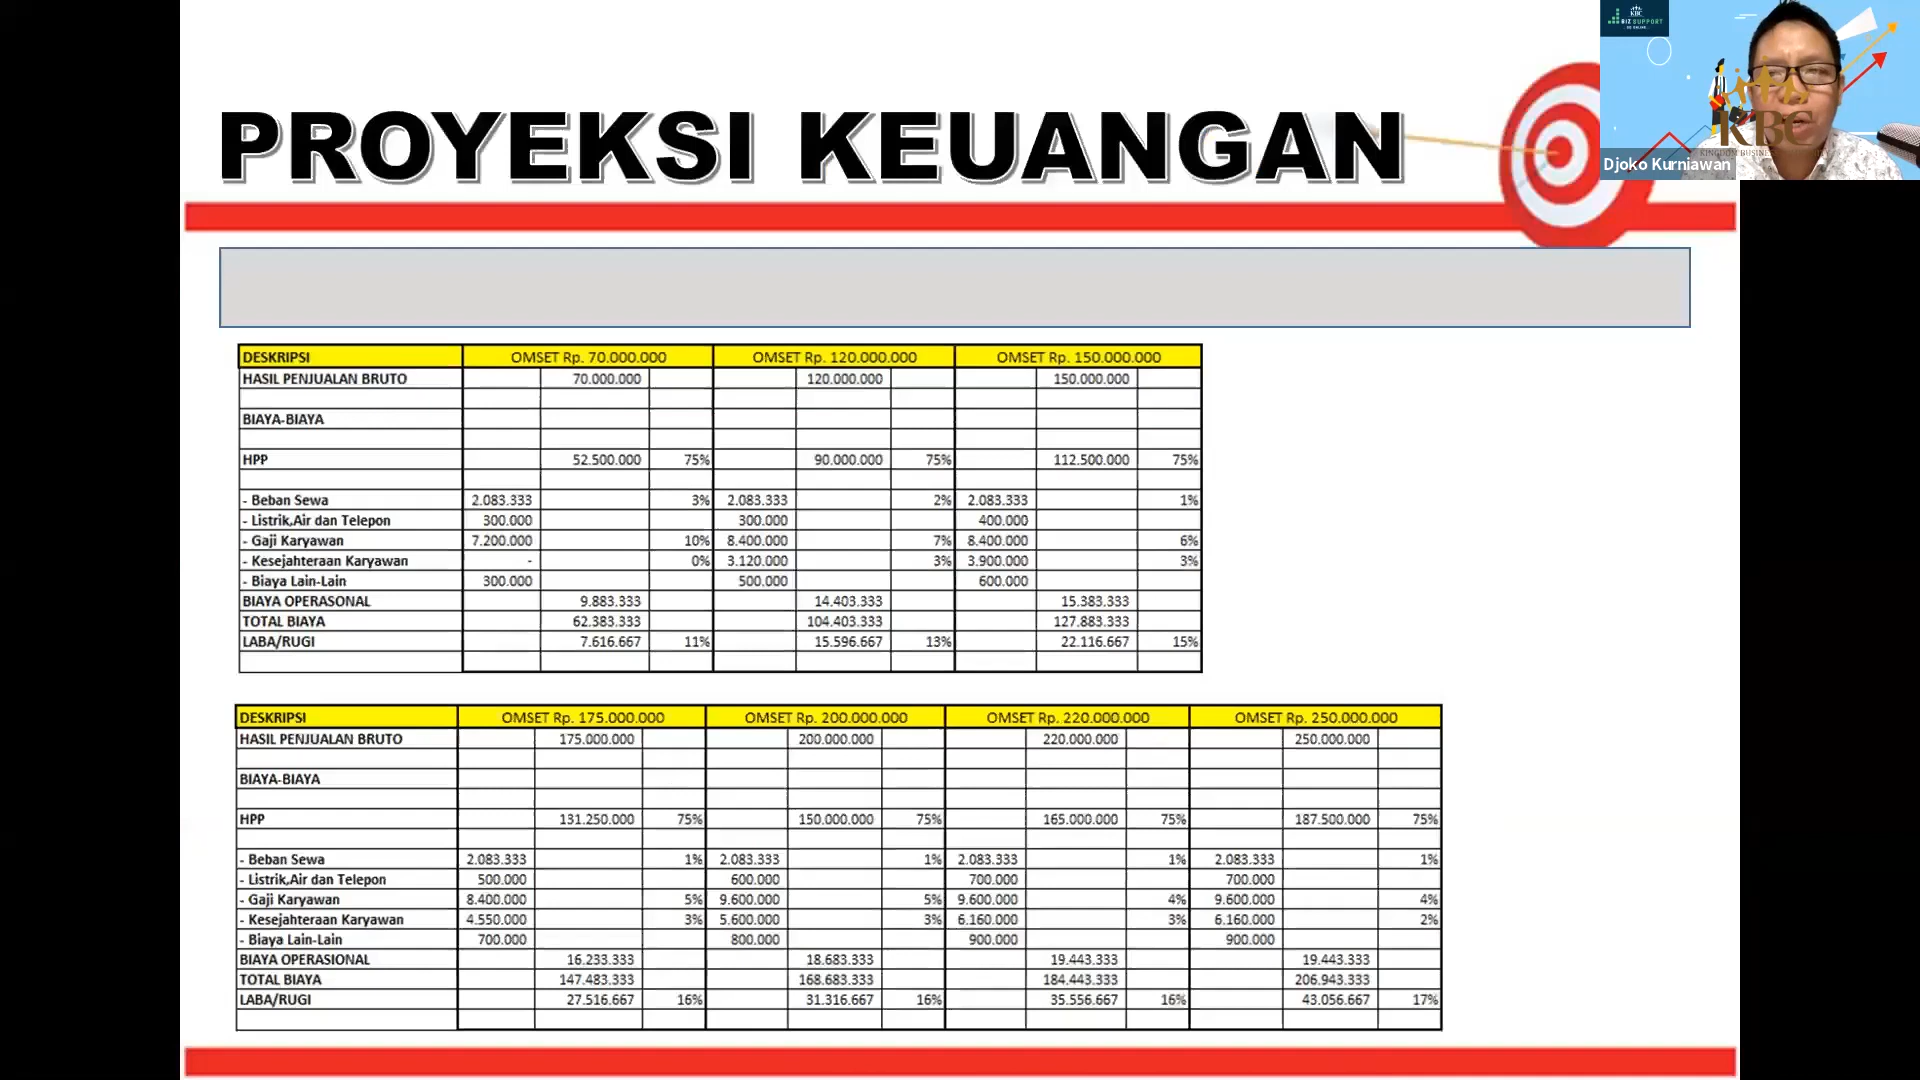 PROYEKSI KEUANGAN
KBC
BIZ SUPPORT
KBC
Djoko Kurniawan
DESKRIPSI OMSET Rp. 70.000.000 OMSET Rp. 120.000.000 OMSET Rp. 150.000.000
HASIL PENJUALAN BRUTO 70.000.000 120.000.000 150.000.000
BIAYA-BIAYA
HPP 52.500.000 75% 90.000.000 75% 112.500.000 75%
- Beban Sewa 2.083.333 3% 2.083.333 2% 2.083.333 1%
- Listrik,Air dan Telepon 300.000 300.000 400.000
- Gaji Karyawan 7.200.000 10% 8.400.000 7% 8.400.000 6%
- Kesejahteraan Karyawan - 0% 3.120.000 3% 3.900.000 3%
- Biaya Lain-Lain 300.000 500.000 600.000
BIAYA OPERASONAL 9.883.333 14.403.333 15.383.333
TOTAL BIAYA 62.383.333 104.403.333 127.883.333
LABA/RUGI 7.616.667 11% 15.596.667 13% 22.116.667 15%
DESKRIPSI OMSET Rp. 175.000.000 OMSET Rp. 200.000.000 OMSET Rp. 220.000.000 OMSET Rp. 250.000.000
HASIL PENJUALAN BRUTO 175.000.000 200.000.000 220.000.000 250.000.000
BIAYA-BIAYA
HPP 131.250.000 75% 150.000.000 75% 165.000.000 75% 187.500.000 75%
- Beban Sewa 2.083.333 1% 2.083.333 1% 2.083.333 1% 2.083.333 1%
- Listrik,Air dan Telepon 500.000 600.000 700.000 700.000
- Gaji Karyawan 8.400.000 5% 9.600.000 5% 9.600.000 4% 9.600.000 4%
- Kesejahteraan Karyawan 4.550.000 3% 5.600.000 3% 6.160.000 3% 6.160.000 2%
- Biaya Lain-Lain 700.000 800.000 900.000 900.000
BIAYA OPERASIONAL 16.233.333 18.683.333 19.443.333 19.443.333
TOTAL BIAYA 147.483.333 168.683.333 184.443.333 206.943.333
LABA/RUGI 27.516.667 16% 31.316.667 16% 35.556.667 16% 43.056.667 17%